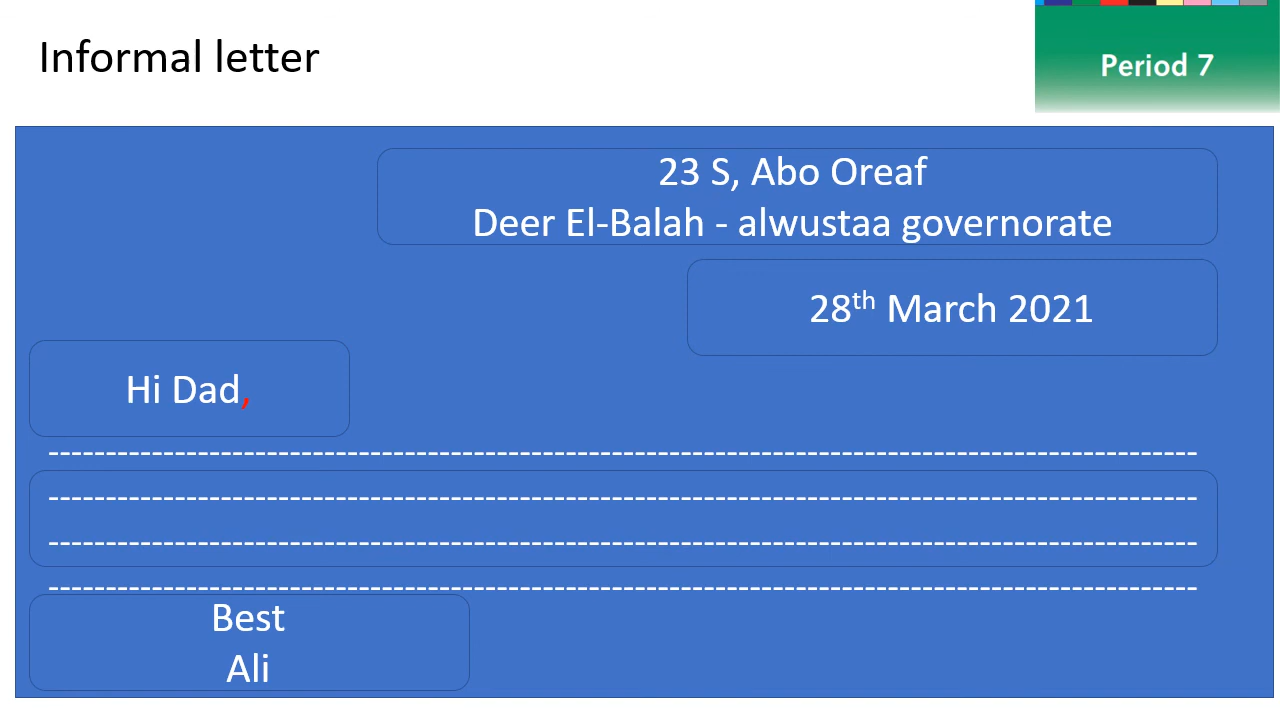 Informal letter
Period 7
23 S, Abo Oreaf
Deer El-Balah - alwustaa governorate
28th March 2021
Hi Dad,
------------------------------------------------------------------------------------------------------
------------------------------------------------------------------------------------------------------
------------------------------------------------------------------------------------------------------
------------------------------------------------------------------------------------------------------
Best
Ali